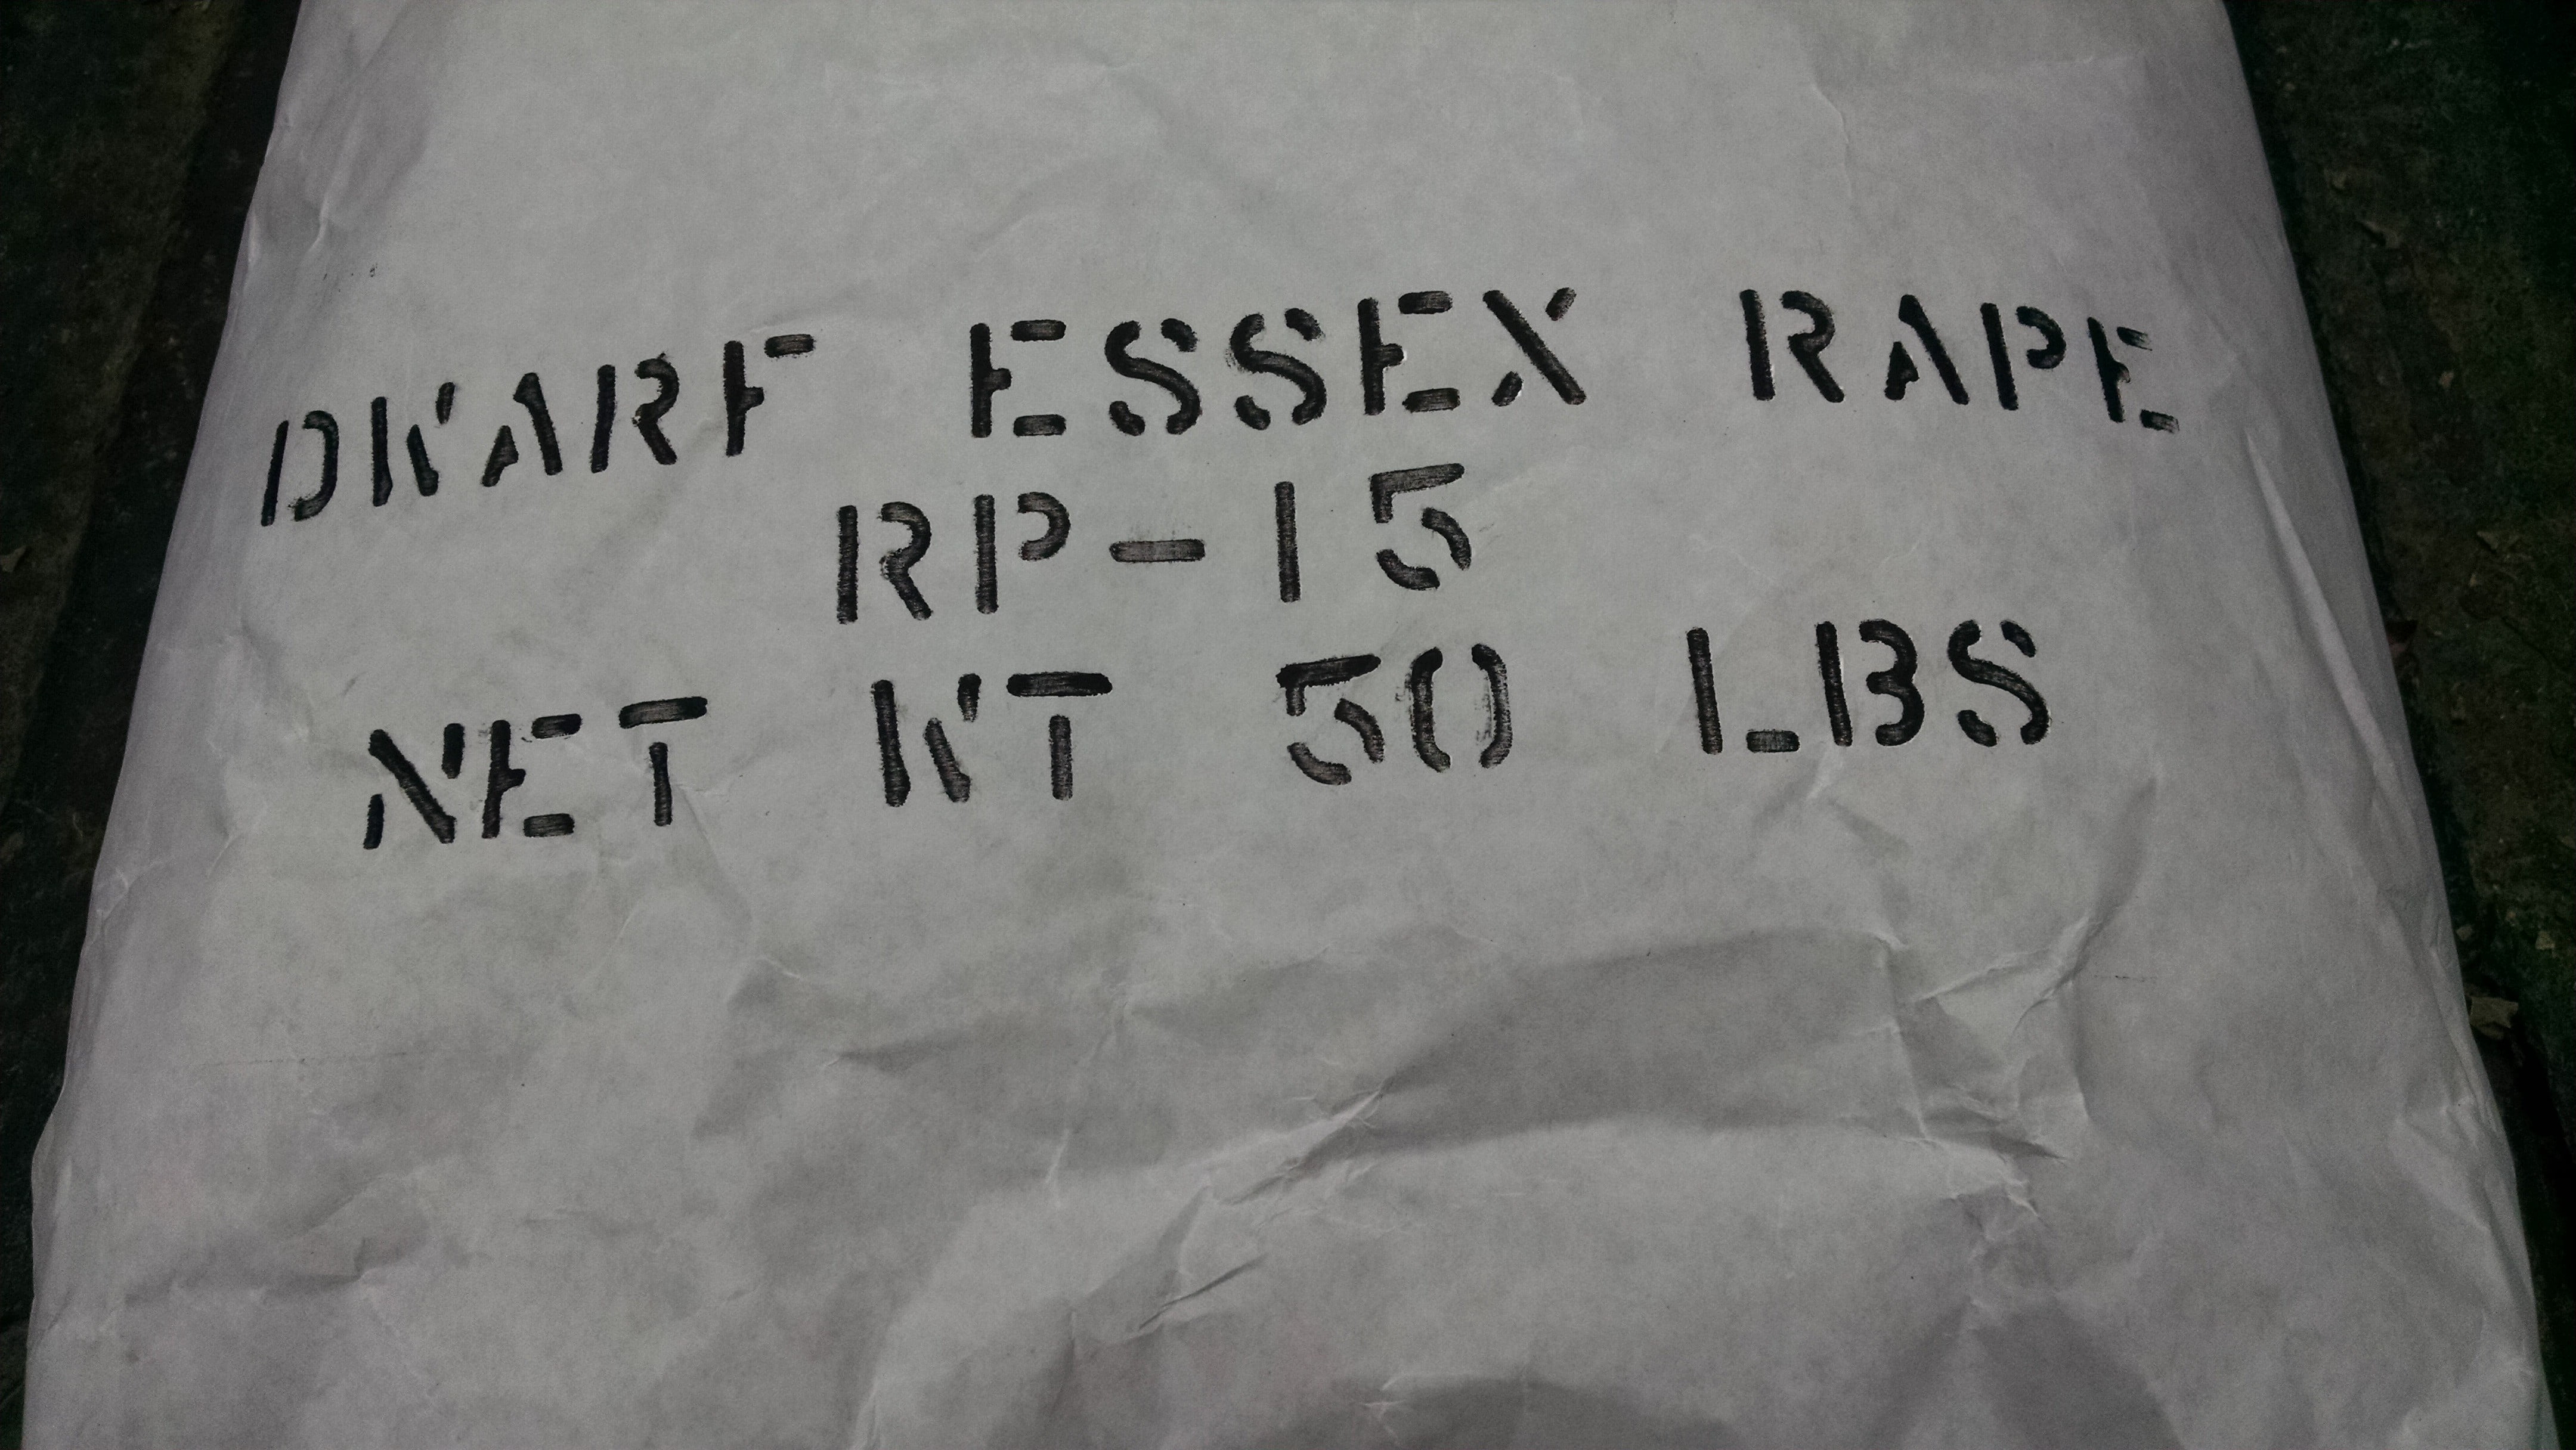 DWARF ESSEX RAPE
RP-15
NET WT 50 LBS